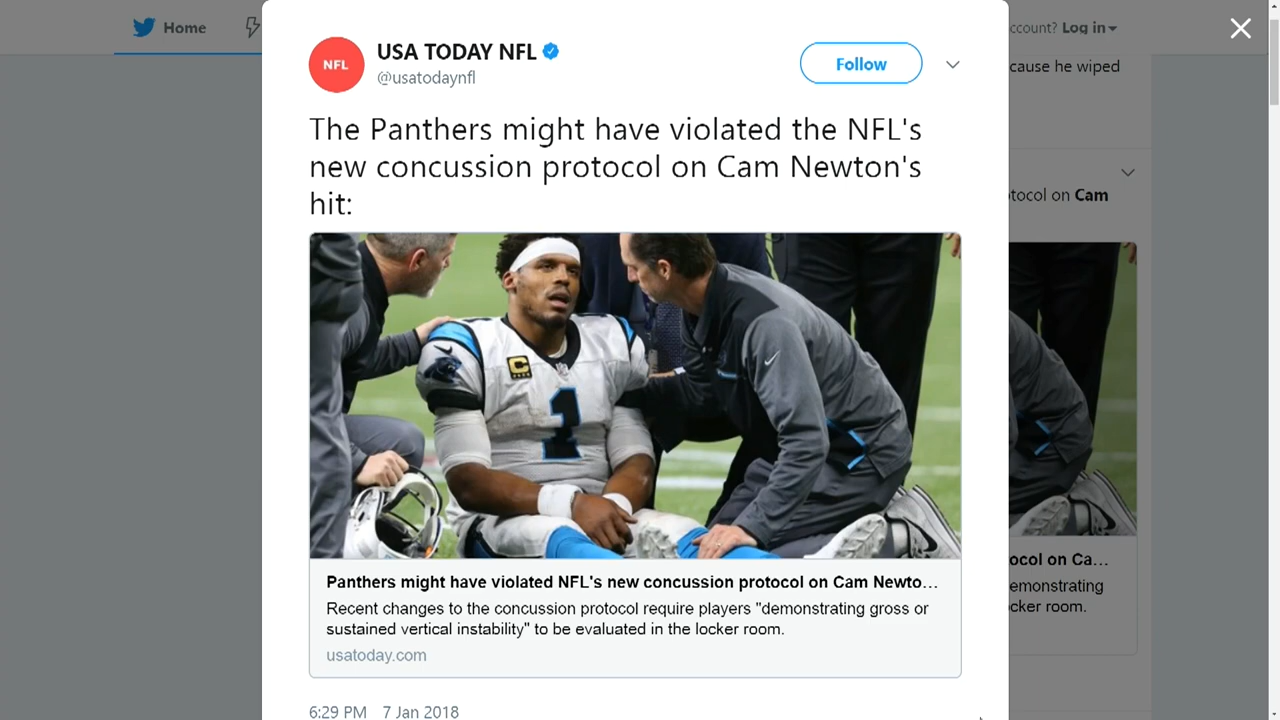 Home
ccount? Log in
cause he wiped
NFL
USA TODAY NFL
@usatodaynfl
Follow
The Panthers might have violated the NFL's
new concussion protocol on Cam Newton's
hit:
tocol on Cam
C
1
Panthers might have violated NFL's new concussion protocol on Cam Newto...
Recent changes to the concussion protocol require players "demonstrating gross or
sustained vertical instability" to be evaluated in the locker room.
usatoday.com
ocol on Ca...
emonstrating
cker room.
6:29 PM 7 Jan 2018